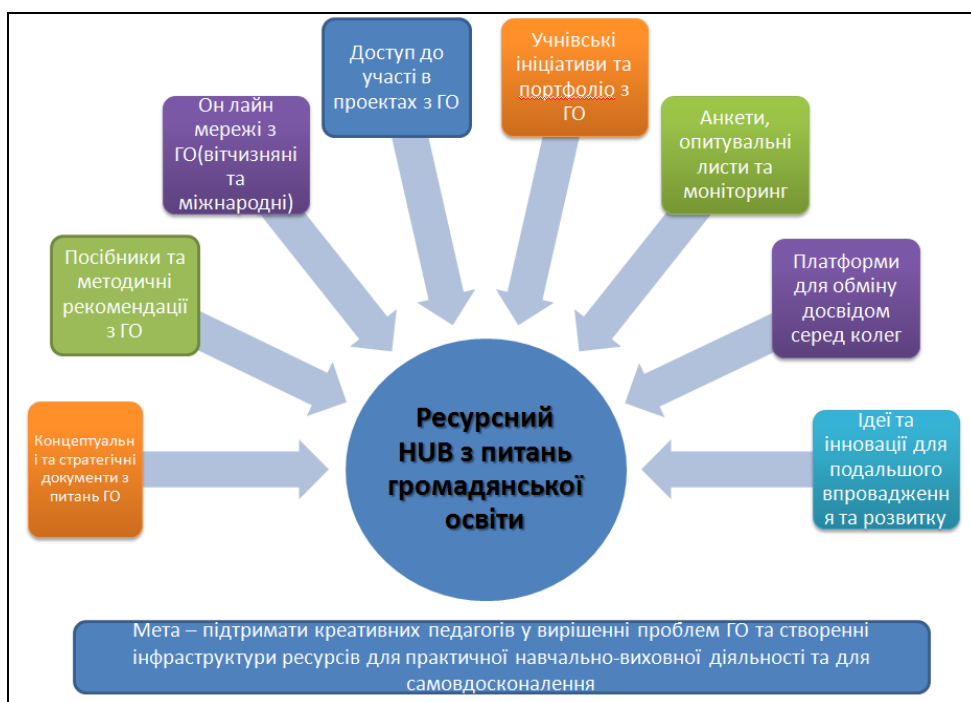 Доступ до
участі в
проектах з ГО
Учнівські
ініціативи та
портфоліо з
ГО
Он лайн
мережі з
ГО(вітчизняні
та
міжнародні)
Анкети,
опитувальні
листи та
моніторинг
Посібники та
методичні
рекомендації
з ГО
Платформи
для обміну
досвідом
серед колег
Концептуальн
і та стратегічні
документи з
питань ГО
Ресурсний
HUB з питань
громадянської
освіти
Ідеї та
інновації для
подальшого
впровадженн
я та розвитку
Мета – підтримати креативних педагогів у вирішенні проблем ГО та створенні
інфраструктури ресурсів для практичної навчально-виховної діяльності та для
самовдосконалення